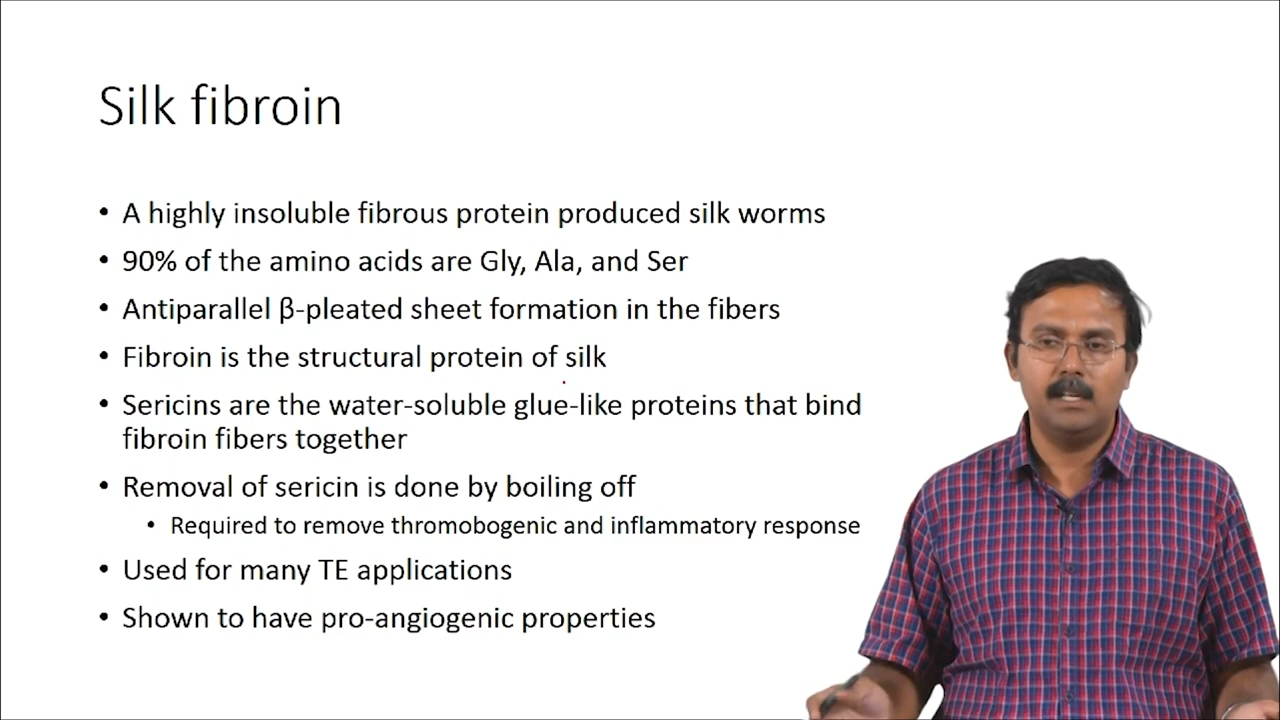 Silk fibroin
• A highly insoluble fibrous protein produced silk worms
• 90% of the amino acids are Gly, Ala, and Ser
• Antiparallel β-pleated sheet formation in the fibers
• Fibroin is the structural protein of silk
• Sericins are the water-soluble glue-like proteins that bind
fibroin fibers together
• Removal of sericin is done by boiling off
• Required to remove thromobogenic and inflammatory response
• Used for many TE applications
• Shown to have pro-angiogenic properties